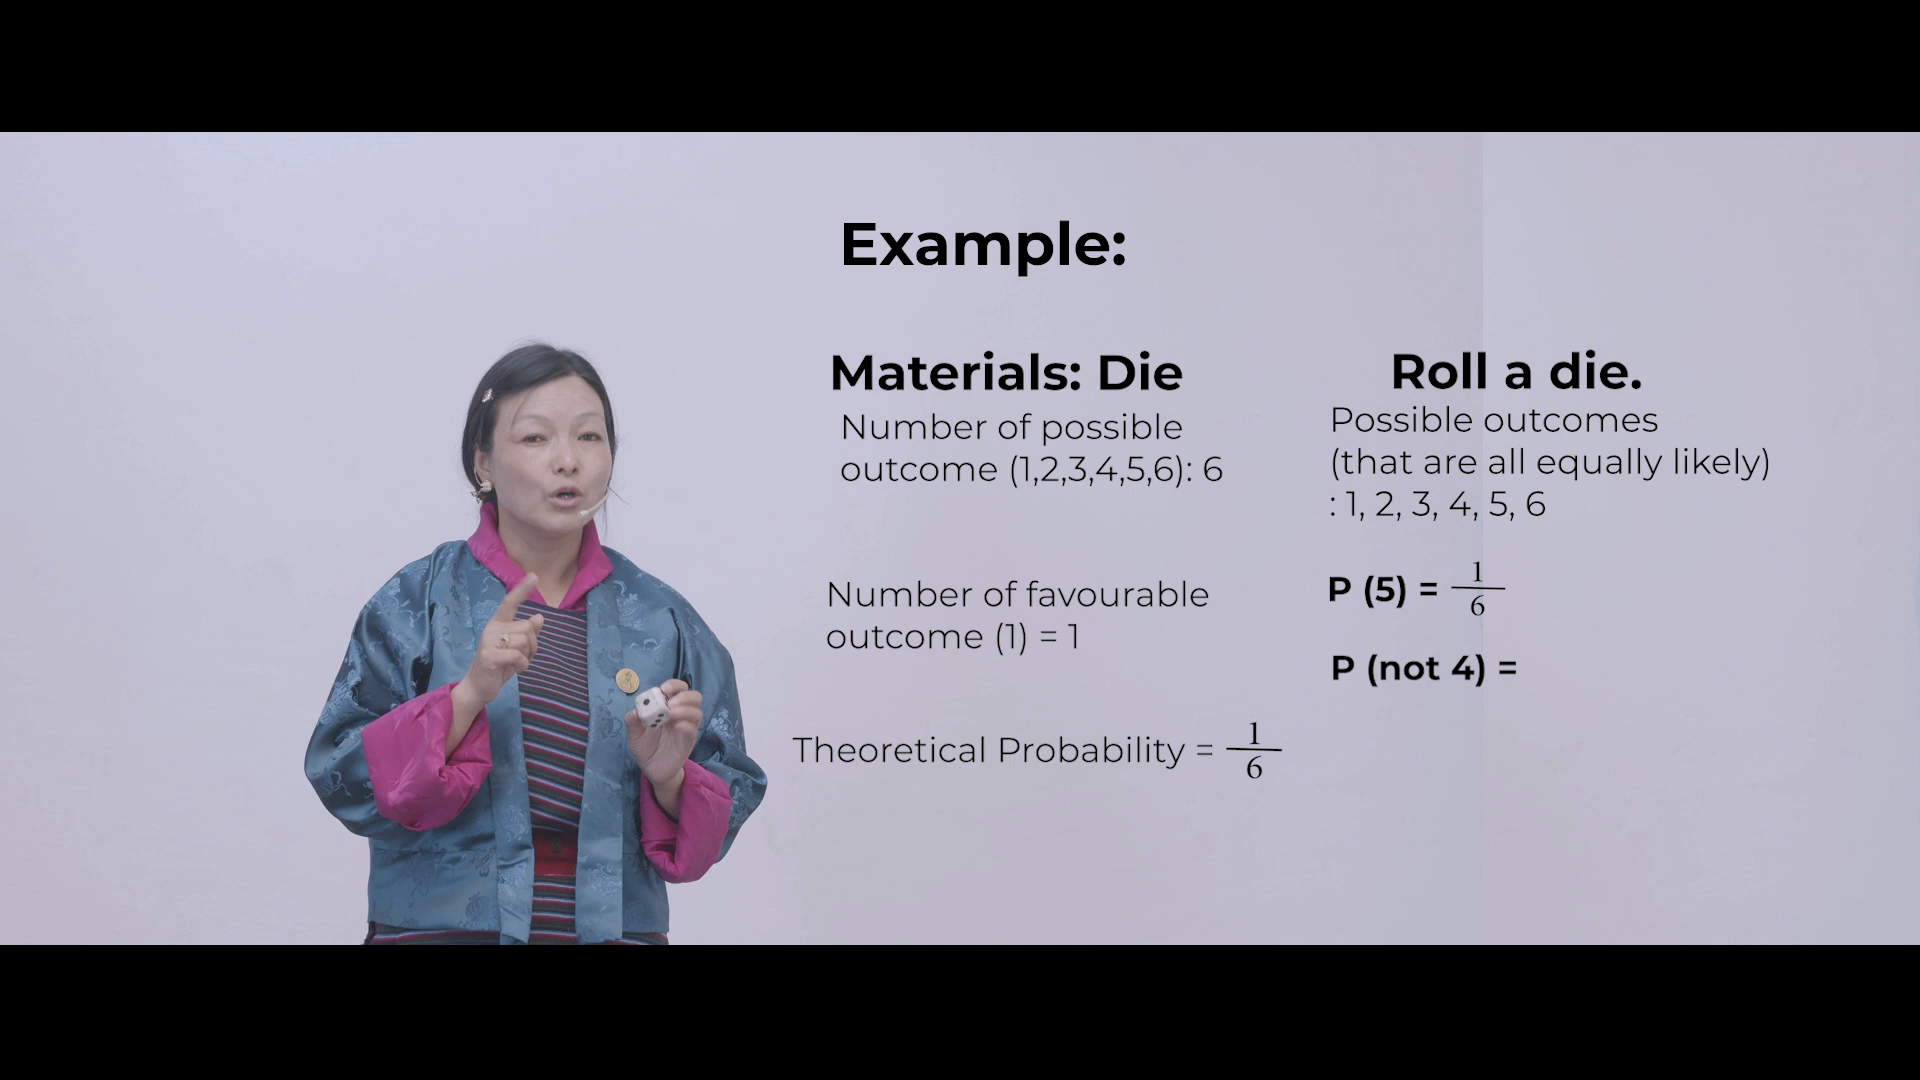 Example:
Materials: Die
Number of possible
outcome (1,2,3,4,5,6): 6
Number of favourable
outcome (1) = 1
Theoretical Probability = 1/6
Roll a die.
Possible outcomes
(that are all equally likely)
: 1, 2, 3, 4, 5, 6
P (5) = 1/6
P (not 4) =